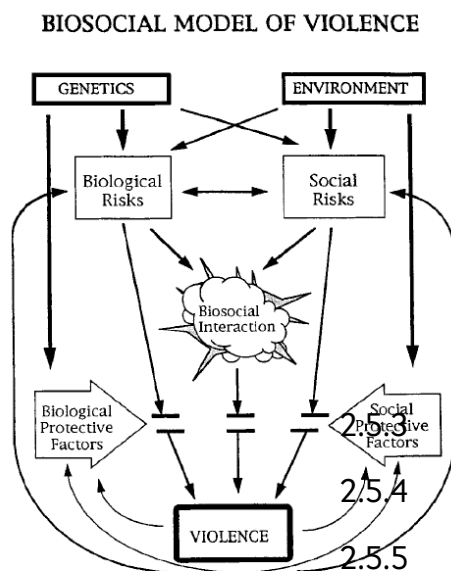 BIOSOCIAL MODEL OF VIOLENCE
GENETICS
ENVIRONMENT
Biological
Risks
Social
Risks
Biosocial
Interaction
Biological
Protective
Factors
Social
Protective
Factors
2.5.3
2.5.4
VIOLENCE
2.5.5